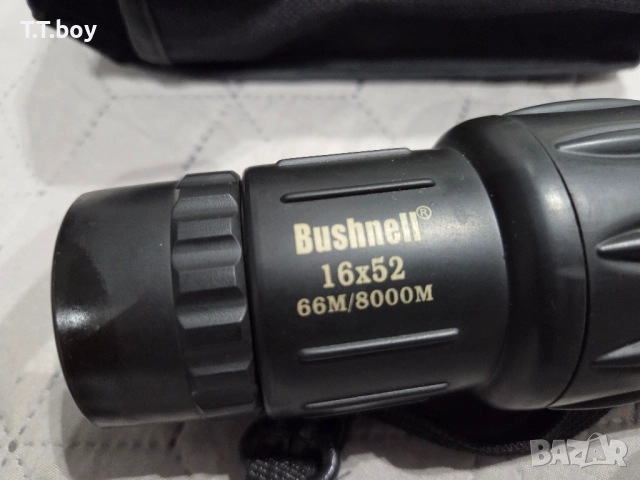 T.T.boy
Bushnell®
16x52
66M/8000M
BAZAR